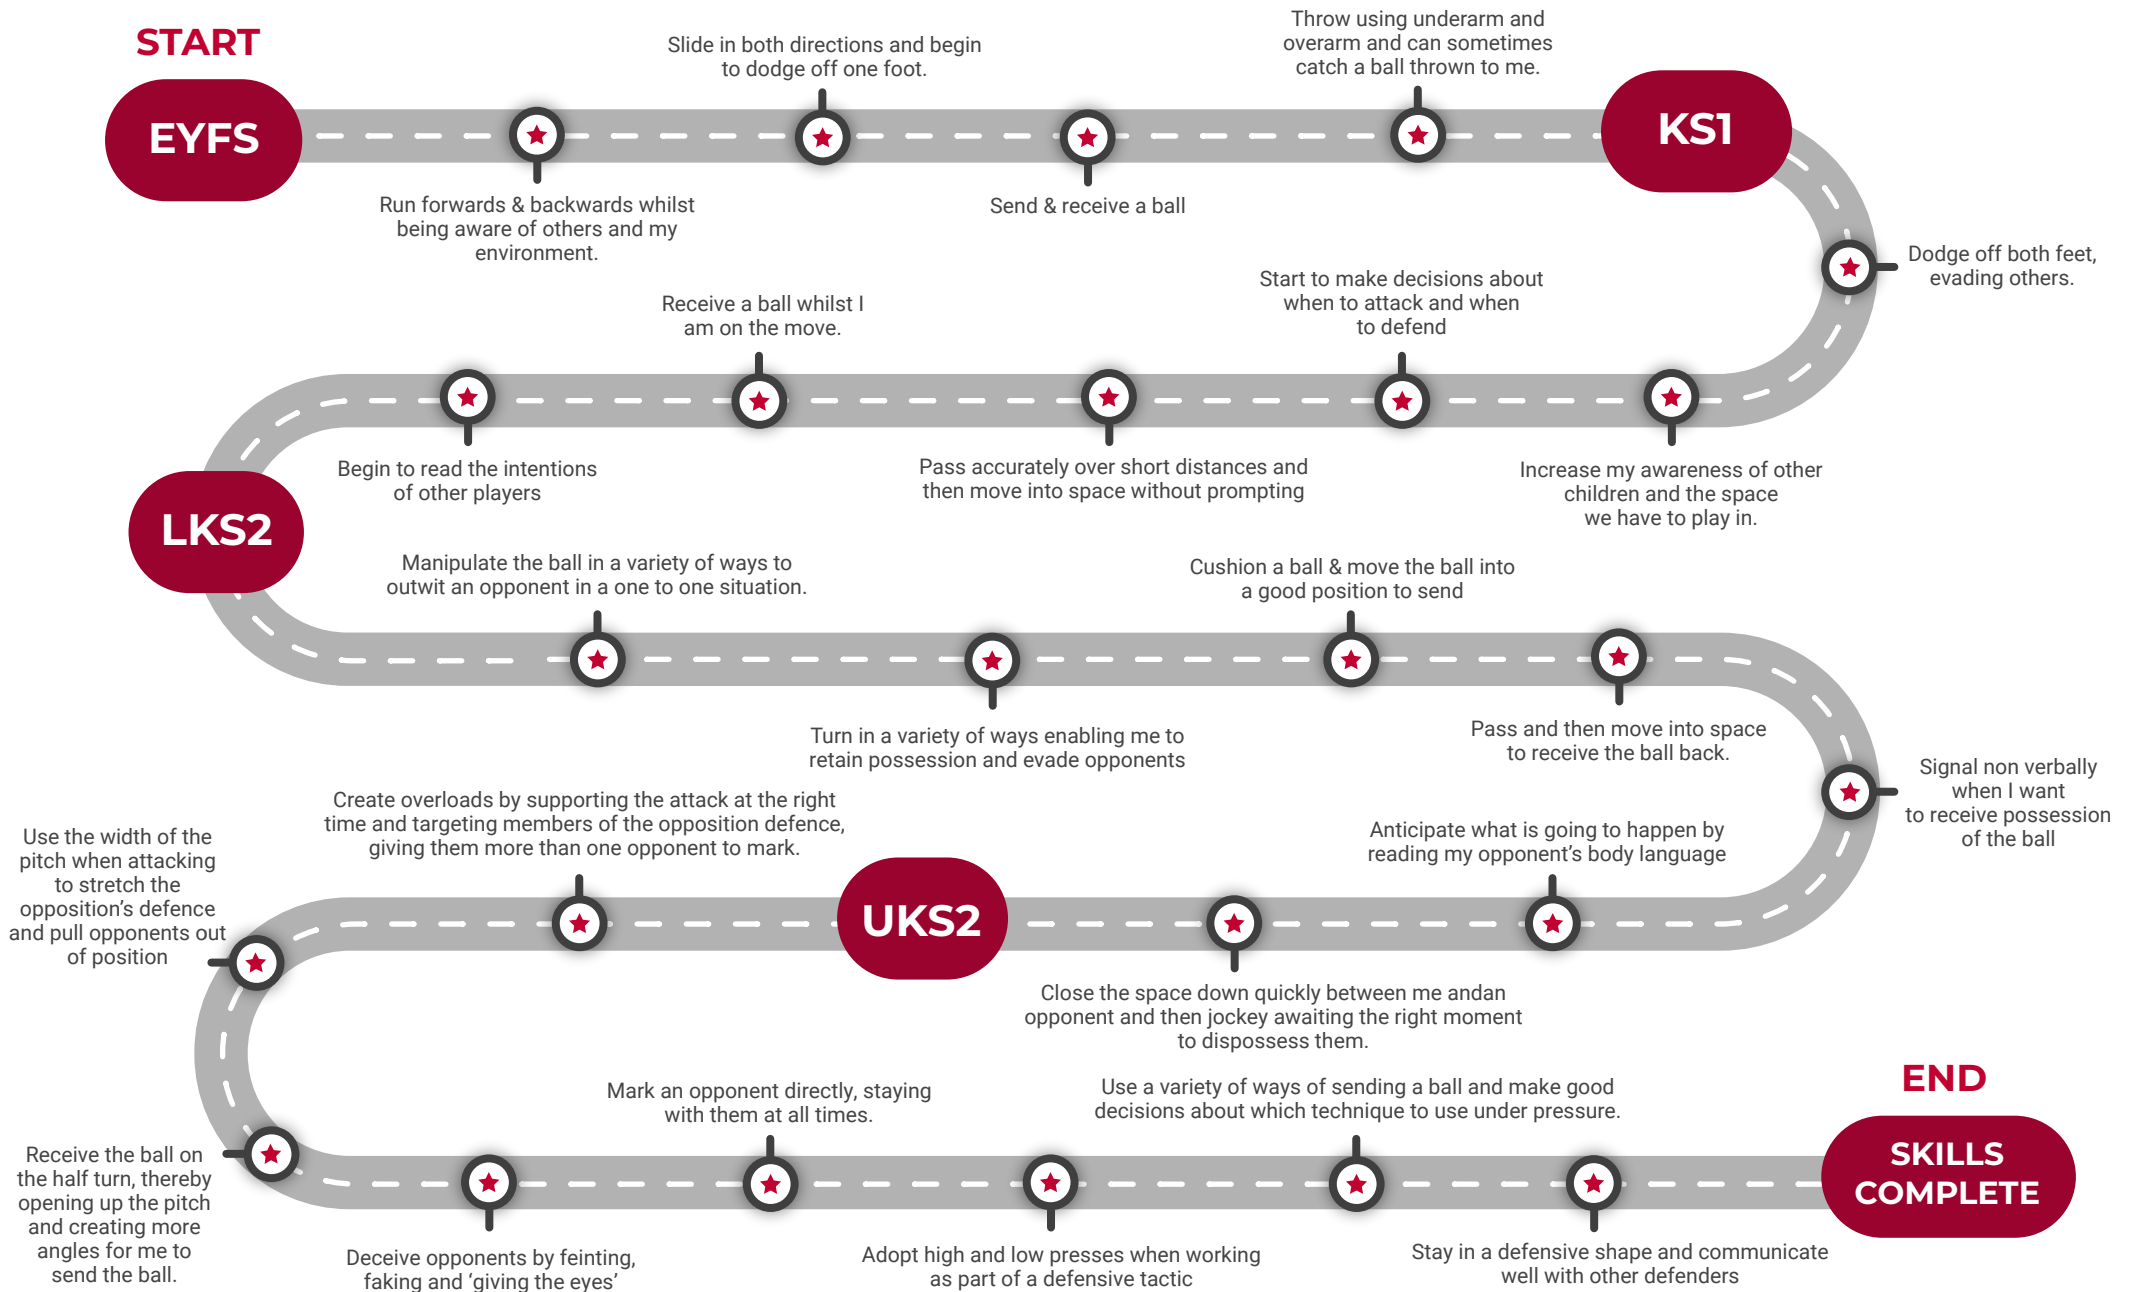 START
EYFS
Run forwards & backwards whilst
being aware of others and my
environment.
Slide in both directions and begin
to dodge off one foot.
Send & receive a ball
Throw using underarm and
overarm and can sometimes
catch a ball thrown to me.
KS1
Dodge off both feet,
evading others.
Increase my awareness of other
children and the space
we have to play in.
Start to make decisions about
when to attack and when
to defend
Pass accurately over short distances and
then move into space without prompting
Receive a ball whilst I
am on the move.
Begin to read the intentions
of other players
LKS2
Manipulate the ball in a variety of ways to
outwit an opponent in a one to one situation.
Turn in a variety of ways enabling me to
retain possession and evade opponents
Cushion a ball & move the ball into
a good position to send
Pass and then move into space
to receive the ball back.
Signal non verbally
when I want
to receive possession
of the ball
Anticipate what is going to happen by
reading my opponent’s body language
Close the space down quickly between me andan
opponent and then jockey awaiting the right moment
to dispossess them.
UKS2
Create overloads by supporting the attack at the right
time and targeting members of the opposition defence,
giving them more than one opponent to mark.
Use the width of the
pitch when attacking
to stretch the
opposition’s defence
and pull opponents out
of position
Receive the ball on
the half turn, thereby
opening up the pitch
and creating more
angles for me to
send the ball.
Deceive opponents by feinting,
faking and ‘giving the eyes’
Mark an opponent directly, staying
with them at all times.
Adopt high and low presses when working
as part of a defensive tactic
Use a variety of ways of sending a ball and make good
decisions about which technique to use under pressure.
Stay in a defensive shape and communicate
well with other defenders
END
SKILLS
COMPLETE